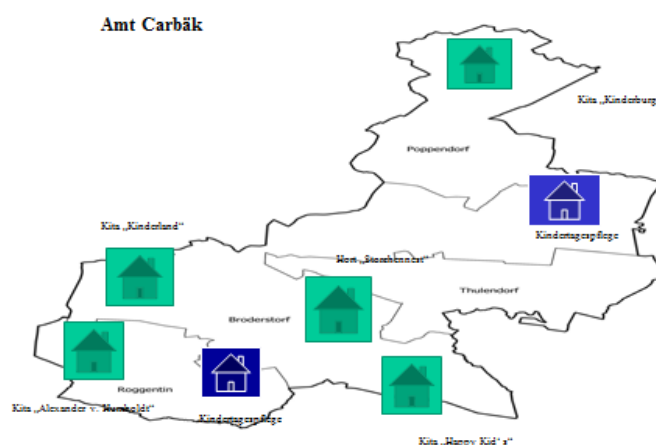 Amt Carbäk
Kita „Kinderburg
Poppendorf
Kindertagespflege
Kita „Kinderland“
Hort „Storchennest“
Thulendorf
Broderstorf
Roggentin
Kita „Alexander v. Humboldt“
Kindertagespflege
Kita „Happy Kid´s“